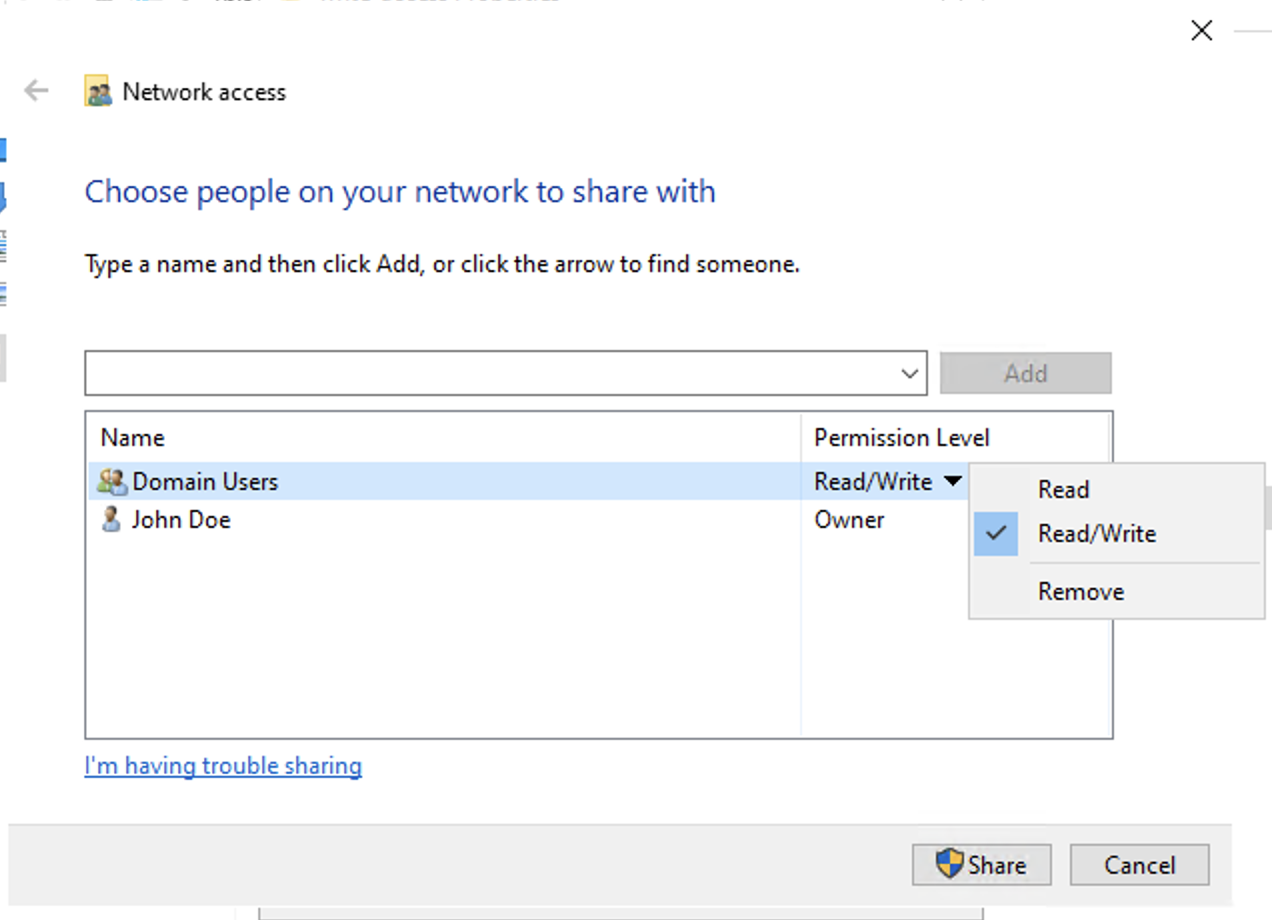 Network access
Choose people on your network to share with
Type a name and then click Add, or click the arrow to find someone.
Add
Name Permission Level
Domain Users Read/Write
John Doe Owner
Read
Read/Write
Remove
I'm having trouble sharing
Share Cancel